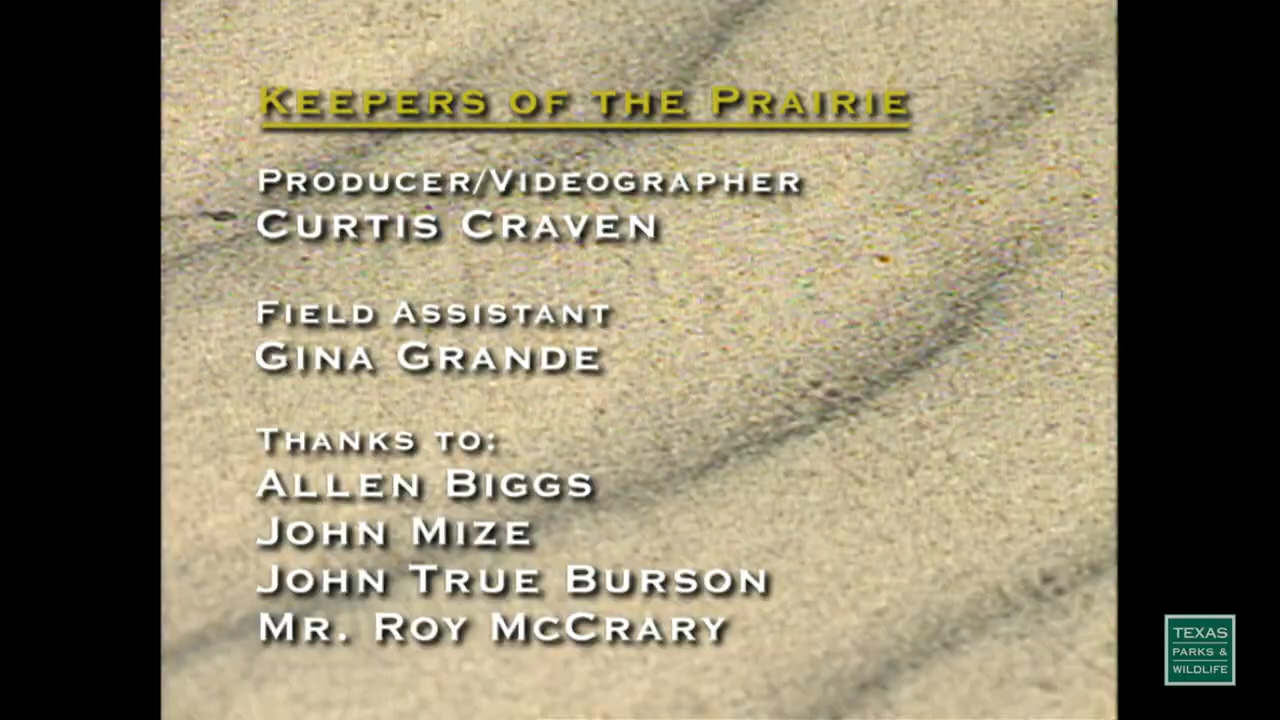 Keepers of the Prairie
Producer/Videographer
Curtis Craven
Field Assistant
Gina Grande
Thanks to:
Allen Biggs
John Mize
John True Burson
Mr. Roy McCrary
TEXAS
PARKS &
WILDLIFE